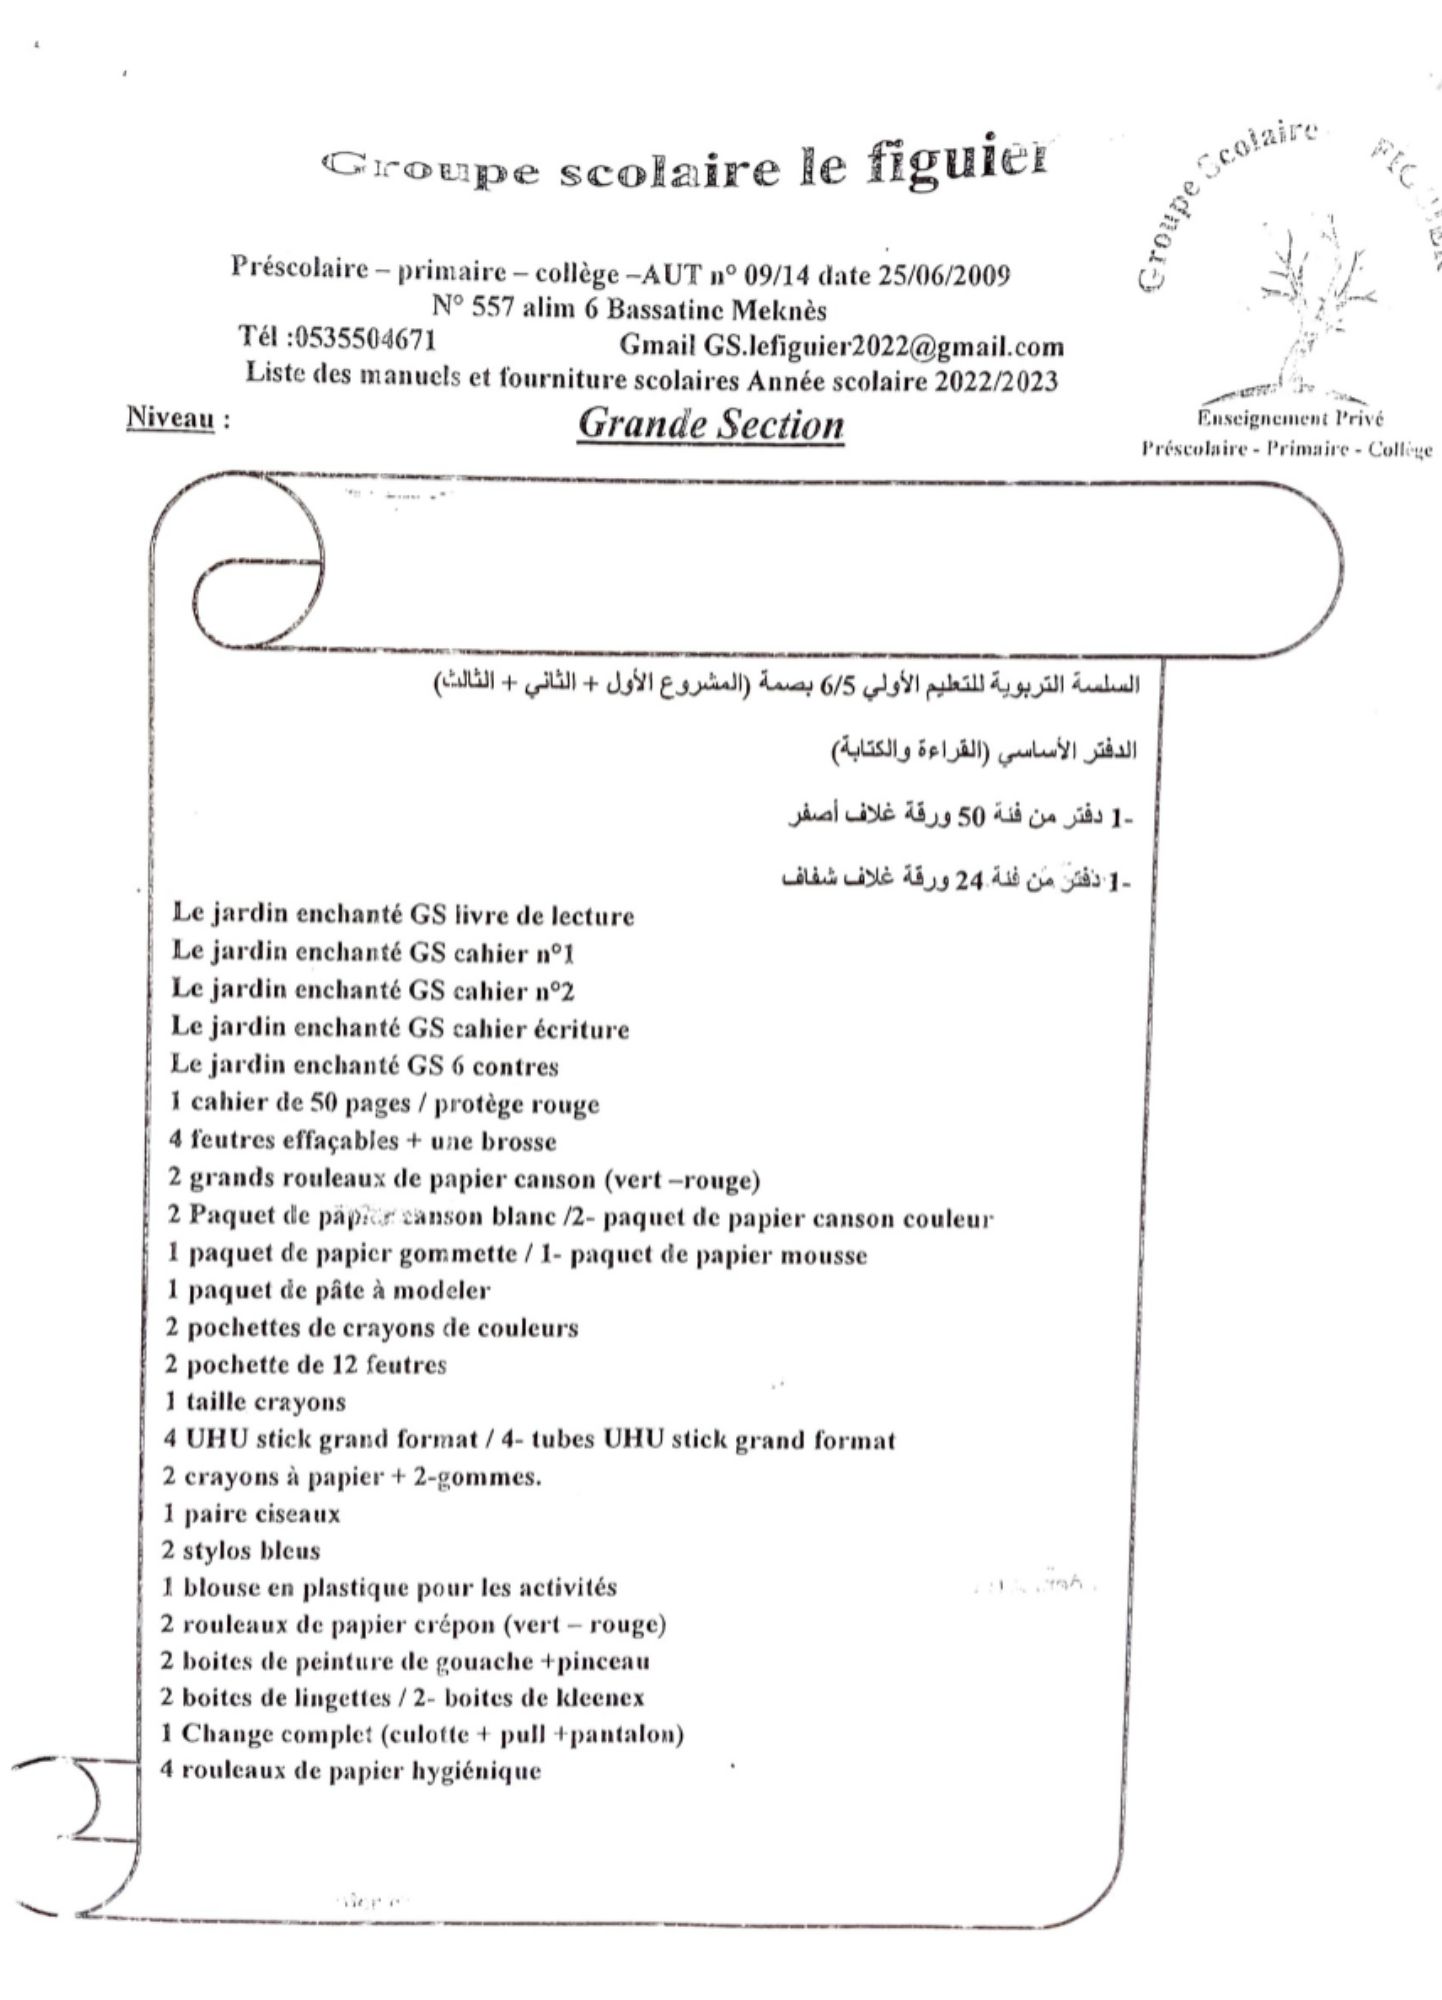 Groupe scolaire le figuier
Groupe Scolaire FIGUIER
Préscolaire – primaire – collège –AUT n° 09/14 date 25/06/2009
N° 557 alim 6 Bassatine Meknès
Tél :0535504671 Gmail GS.lefiguier2022@gmail.com
Liste des manuels et fourniture scolaires Année scolaire 2022/2023
Niveau : Grande Section
Enseignement Privé
Préscolaire - Primaire - Collège
السلسة التربوية للتعليم الأولي 6/5 بصمة (المشروع الأول + الثاني + الثالث)
الدفتر الأساسي (القراءة والكتابة)
-1 دفتر من فئة 50 ورقة غلاف أصفر
-1 دفتر من فئة 24 ورقة غلاف شفاف
Le jardin enchanté GS livre de lecture
Le jardin enchanté GS cahier n°1
Le jardin enchanté GS cahier n°2
Le jardin enchanté GS cahier écriture
Le jardin enchanté GS 6 contres
1 cahier de 50 pages / protège rouge
4 feutres effaçables + une brosse
2 grands rouleaux de papier canson (vert –rouge)
2 Paquet de papier canson blanc /2- paquet de papier canson couleur
1 paquet de papier gommette / 1- paquet de papier mousse
1 paquet de pâte à modeler
2 pochettes de crayons de couleurs
2 pochette de 12 feutres
1 taille crayons
4 UHU stick grand format / 4- tubes UHU stick grand format
2 crayons à papier + 2-gommes.
1 paire ciseaux
2 stylos bleus
1 blouse en plastique pour les activités
2 rouleaux de papier crépon (vert – rouge)
2 boites de peinture de gouache +pinceau
2 boites de lingettes / 2- boites de kleenex
1 Change complet (culotte + pull +pantalon)
4 rouleaux de papier hygiénique